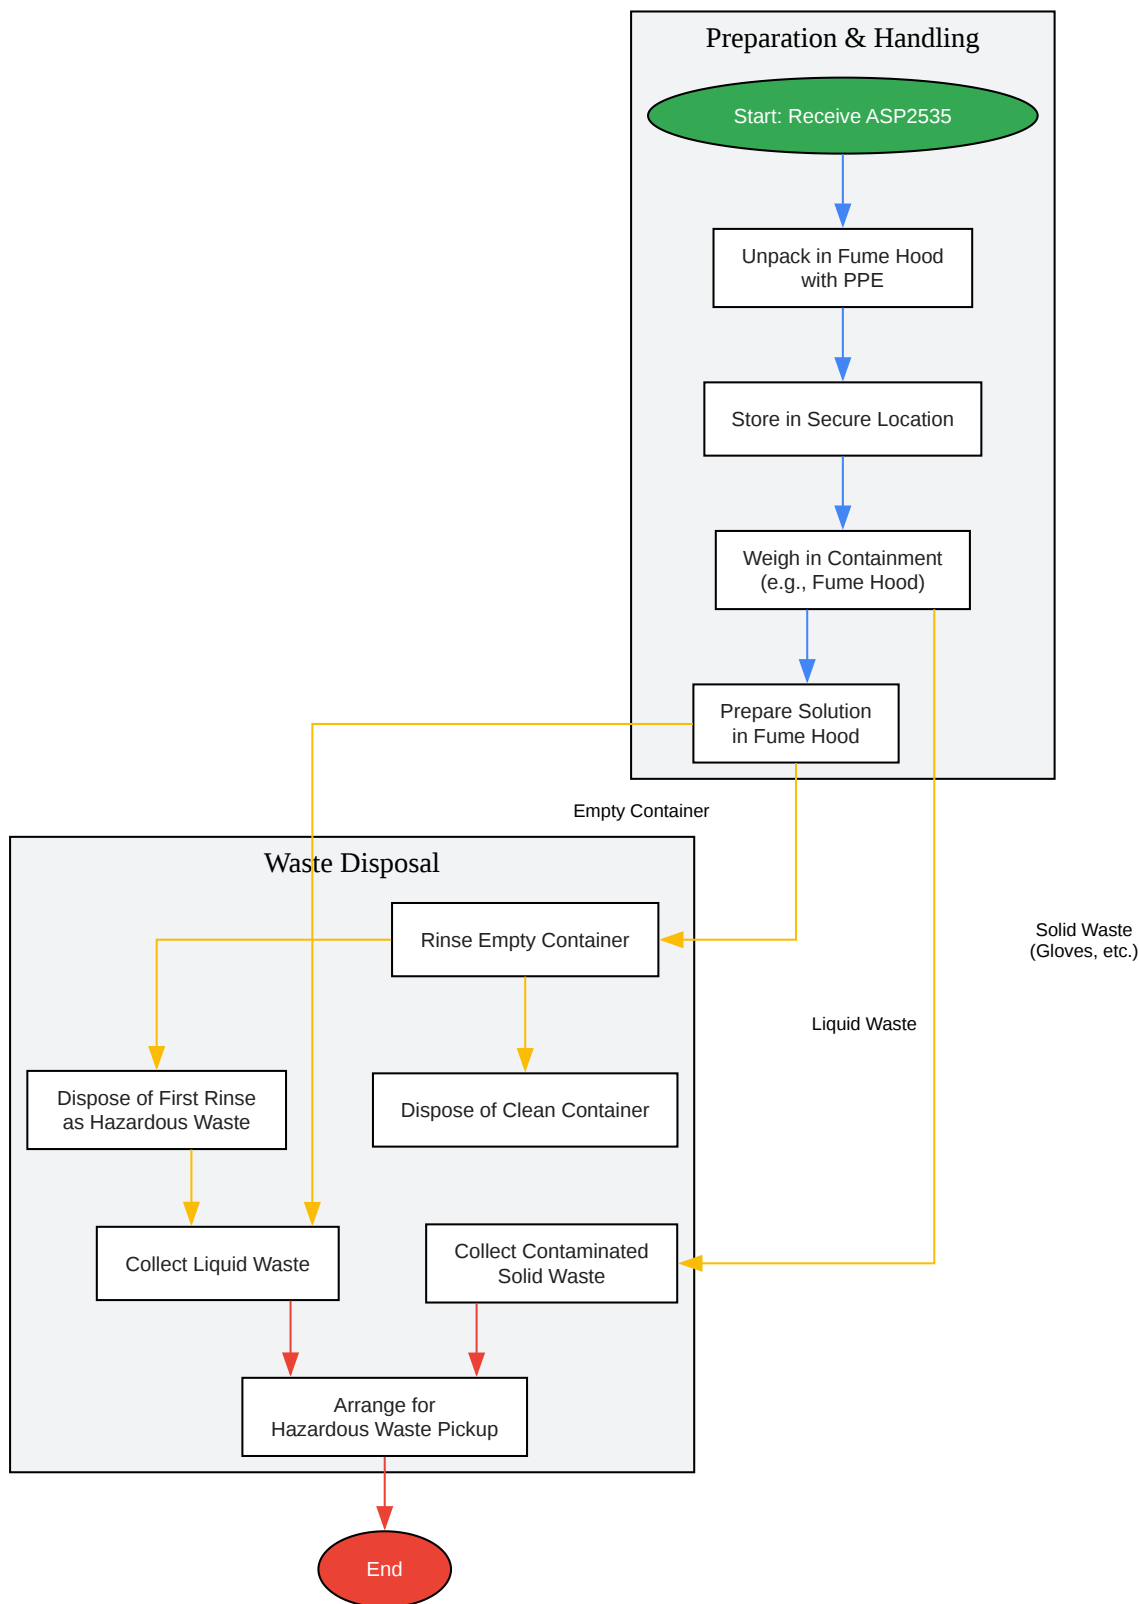 Preparation & Handling
Start: Receive ASP2535
Unpack in Fume Hood
with PPE
Store in Secure Location
Weigh in Containment
(e.g., Fume Hood)
Prepare Solution
in Fume Hood
Empty Container
Waste Disposal
Rinse Empty Container
Solid Waste
(Gloves, etc.)
Liquid Waste
Dispose of First Rinse
as Hazardous Waste
Dispose of Clean Container
Collect Liquid Waste
Collect Contaminated
Solid Waste
Arrange for
Hazardous Waste Pickup
End